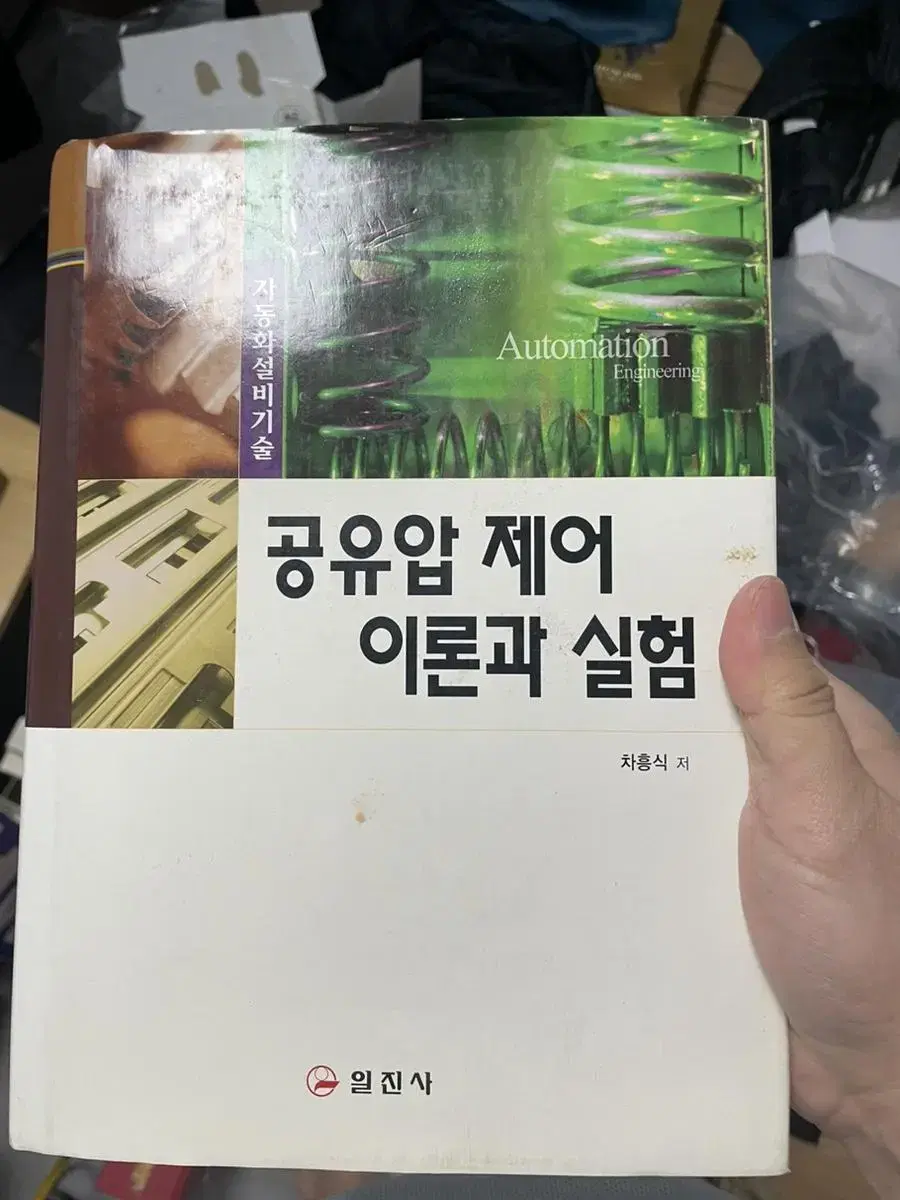 자동화설비기술
Automation
Engineering
공유압 제어
이론과 실험
차흥식 저
일진사